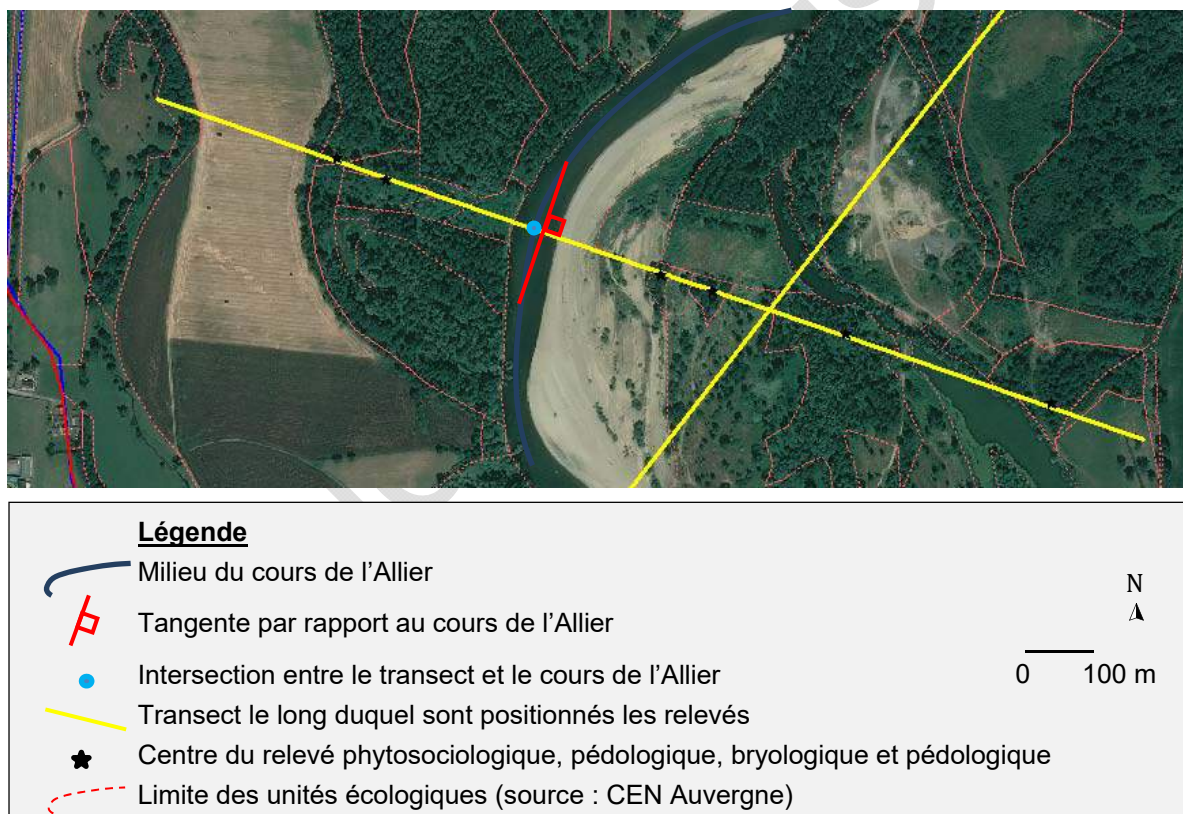 Légende
Milieu du cours de l’Allier
Tangente par rapport au cours de l’Allier
Intersection entre le transect et le cours de l’Allier
Transect le long duquel sont positionnés les relevés
Centre du relevé phytosociologique, pédologique, bryologique et pédologique
Limite des unités écologiques (source : CEN Auvergne)
N
0 100 m